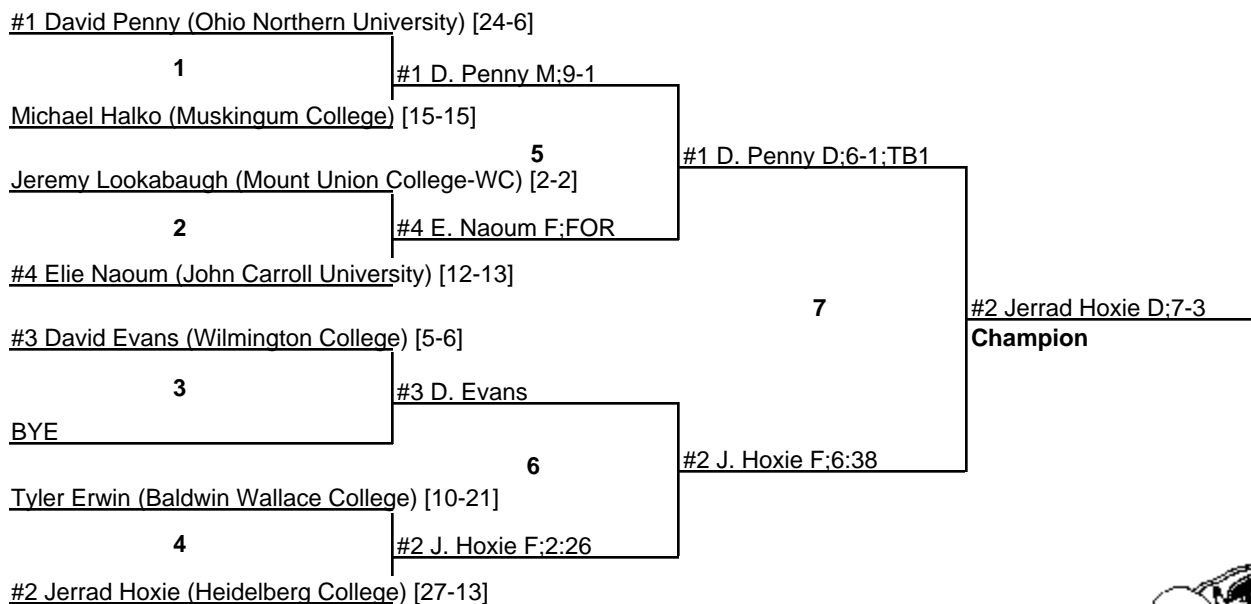 #1 David Penny (Ohio Northern University) [24-6]
1
#1 D. Penny M;9-1
Michael Halko (Muskingum College) [15-15]
5
#1 D. Penny D;6-1;TB1
Jeremy Lookabaugh (Mount Union College-WC) [2-2]
2
#4 E. Naoum F;FOR
#4 Elie Naoum (John Carroll University) [12-13]
7
#2 Jerrad Hoxie D;7-3
Champion
#3 David Evans (Wilmington College) [5-6]
3
#3 D. Evans
BYE
6
#2 J. Hoxie F;6:38
Tyler Erwin (Baldwin Wallace College) [10-21]
4
#2 J. Hoxie F;2:26
#2 Jerrad Hoxie (Heidelberg College) [27-13]